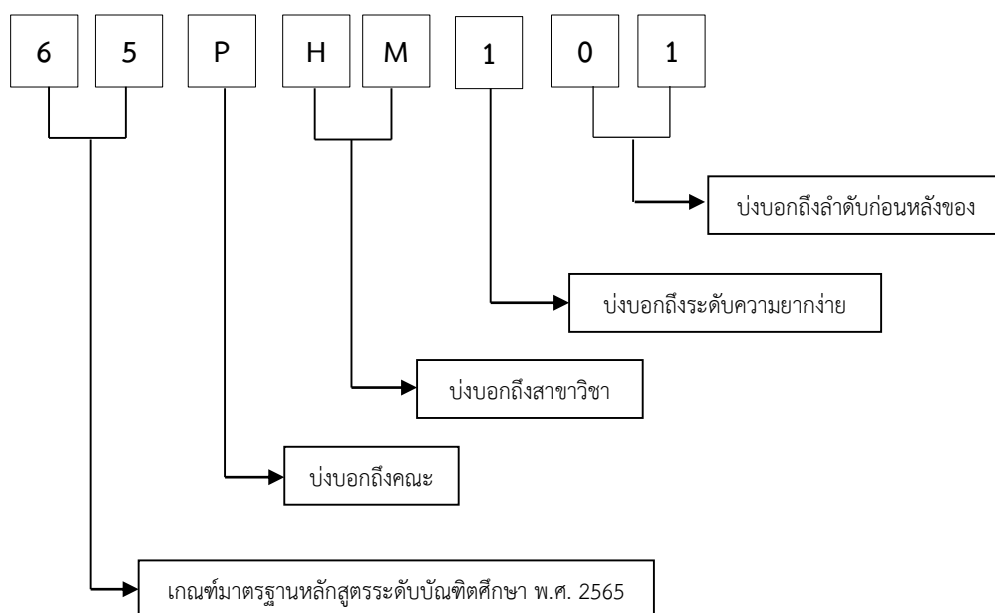 6 5 P H M 1 0 1
บ่งบอกถึงลำดับก่อนหลังของ
บ่งบอกถึงระดับความยากง่าย
บ่งบอกถึงสาขาวิชา
บ่งบอกถึงคณะ
เกณฑ์มาตรฐานหลักสูตรระดับบัณฑิตศึกษา พ.ศ. 2565